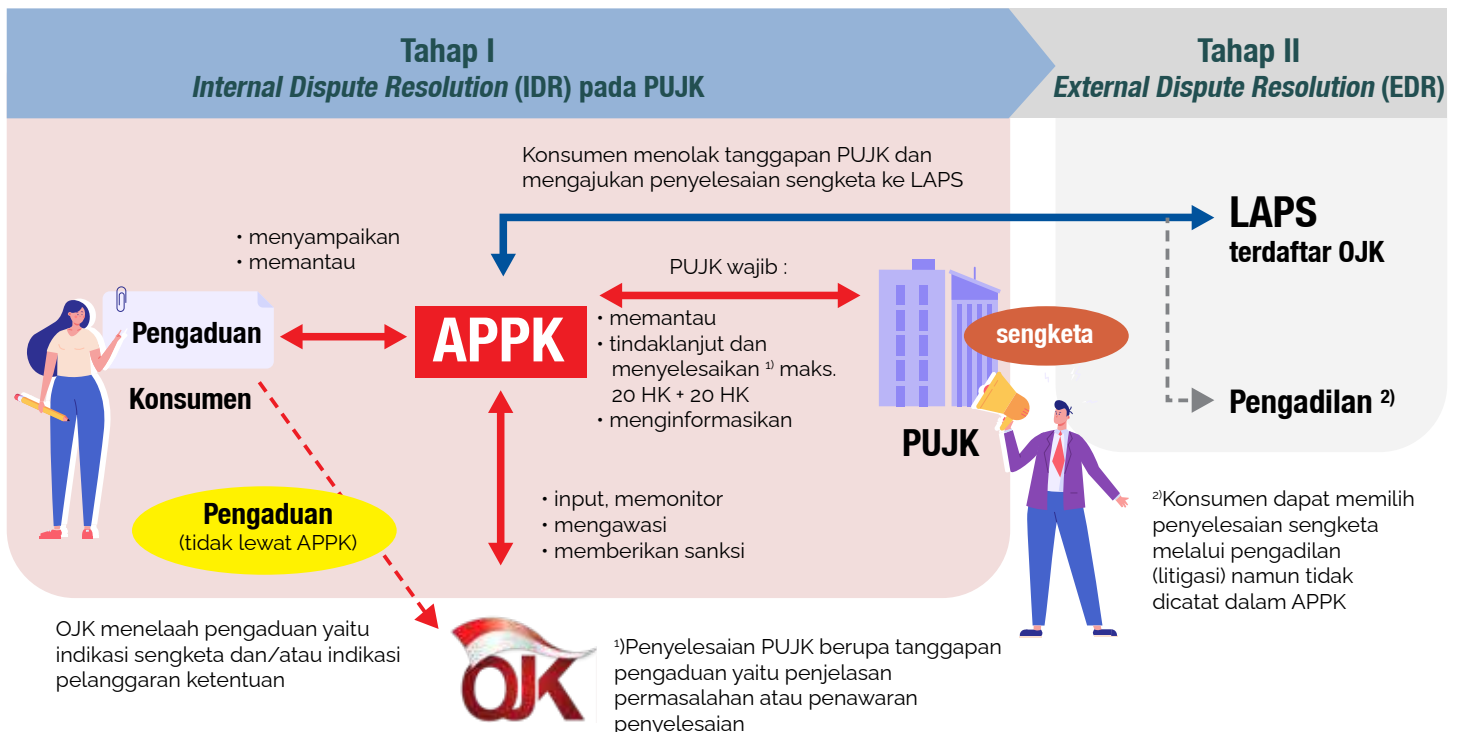 Tahap I
Internal Dispute Resolution (IDR) pada PUJK
Tahap II
External Dispute Resolution (EDR)
Konsumen menolak tanggapan PUJK dan
mengajukan penyelesaian sengketa ke LAPS
• menyampaikan
• memantau
Pengaduan
Konsumen
APPK
PUJK wajib :
• memantau
• tindaklanjut dan
menyelesaikan ¹⁾ maks.
20 HK + 20 HK
• menginformasikan
PUJK
sengketa
LAPS
terdaftar OJK
Pengadilan ²⁾
Pengaduan
(tidak lewat APPK)
• input, memonitor
• mengawasi
• memberikan sanksi
²⁾Konsumen dapat memilih
penyelesaian sengketa
melalui pengadilan
(litigasi) namun tidak
dicatat dalam APPK
OJK menelaah pengaduan yaitu
indikasi sengketa dan/atau indikasi
pelanggaran ketentuan
OJK
¹⁾Penyelesaian PUJK berupa tanggapan
pengaduan yaitu penjelasan
permasalahan atau penawaran
penyelesaian